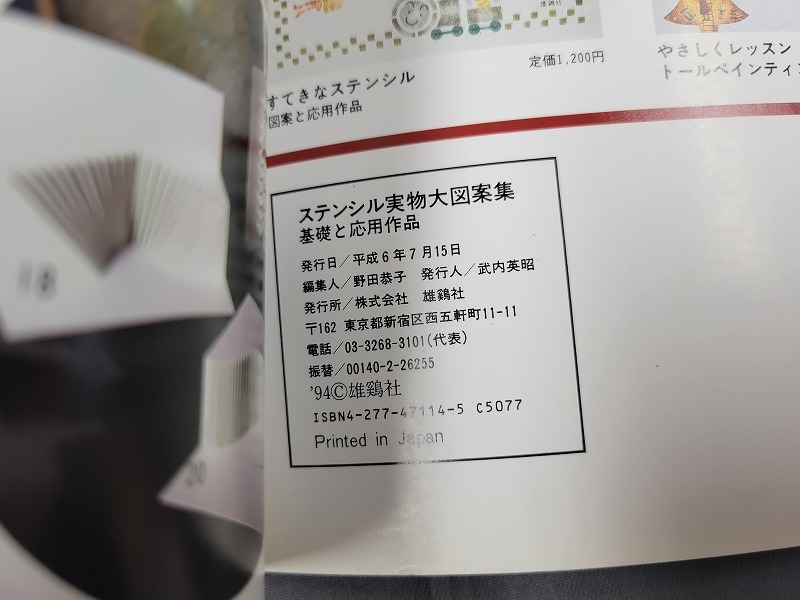 定価1,200円
すてきなステンシル
図案と応用作品
やさしくレッスン
トールペインティ
ステンシル実物大図案集
基礎と応用作品
発行日／平成6年7月15日
編集人／野田恭子 発行人／武内英昭
発行所／株式会社 雄鷄社
〒162 東京都新宿区西五軒町11-11
電話／03-3268-3101(代表)
振替／00140-2-26255
'94©雄鷄社
ISBN4-277-47114-5 C5077
Printed in Japan
18
20